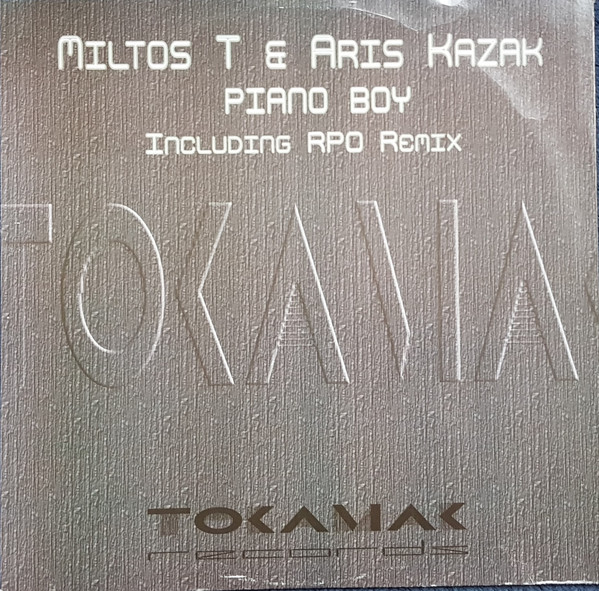 Miltos T & Aris Kazak
PIANO BOY
Including RPO Remix
TOKAMAK
TOKAMAK
records